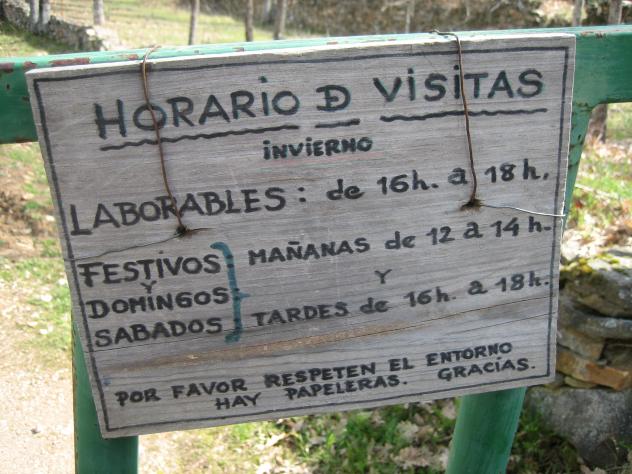 HORARIO D VISITAS
INVIERNO
LABORABLES: de 16h. a 18h.
FESTIVOS
Y
DOMINGOS
SABADOS
MAÑANAS de 12 a 14h.
Y
TARDES de 16h. a 18h.
POR FAVOR RESPETEN EL ENTORNO
HAY PAPELERAS. GRACIAS.